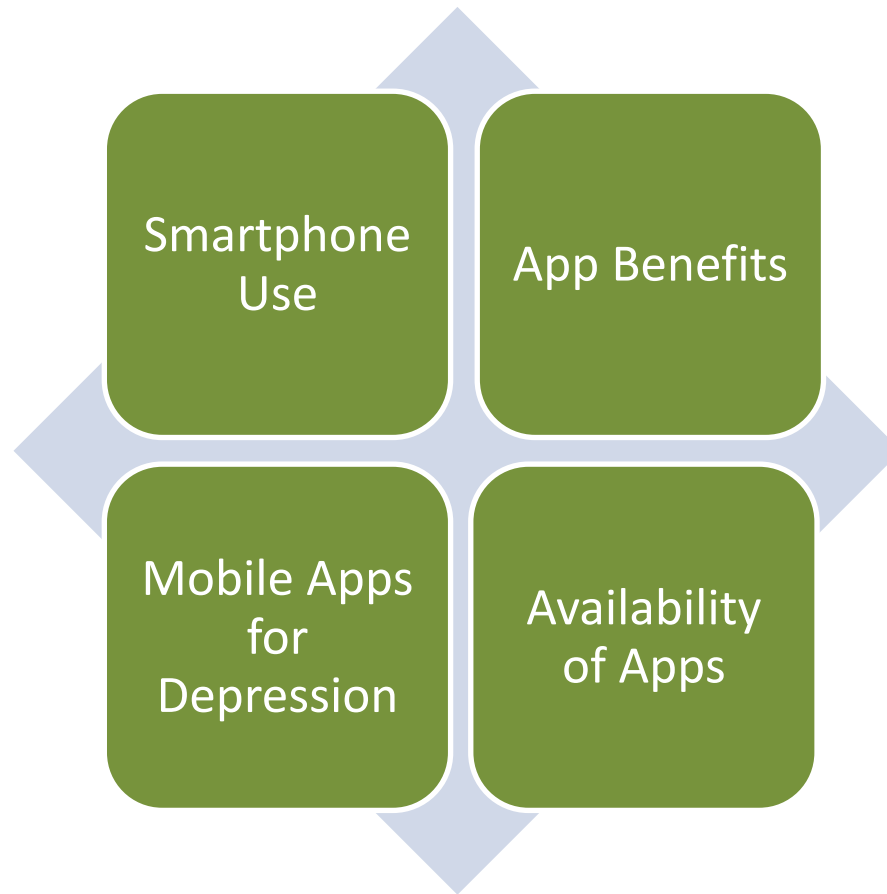 Smartphone
Use
App Benefits
Mobile Apps
for
Depression
Availability
of Apps